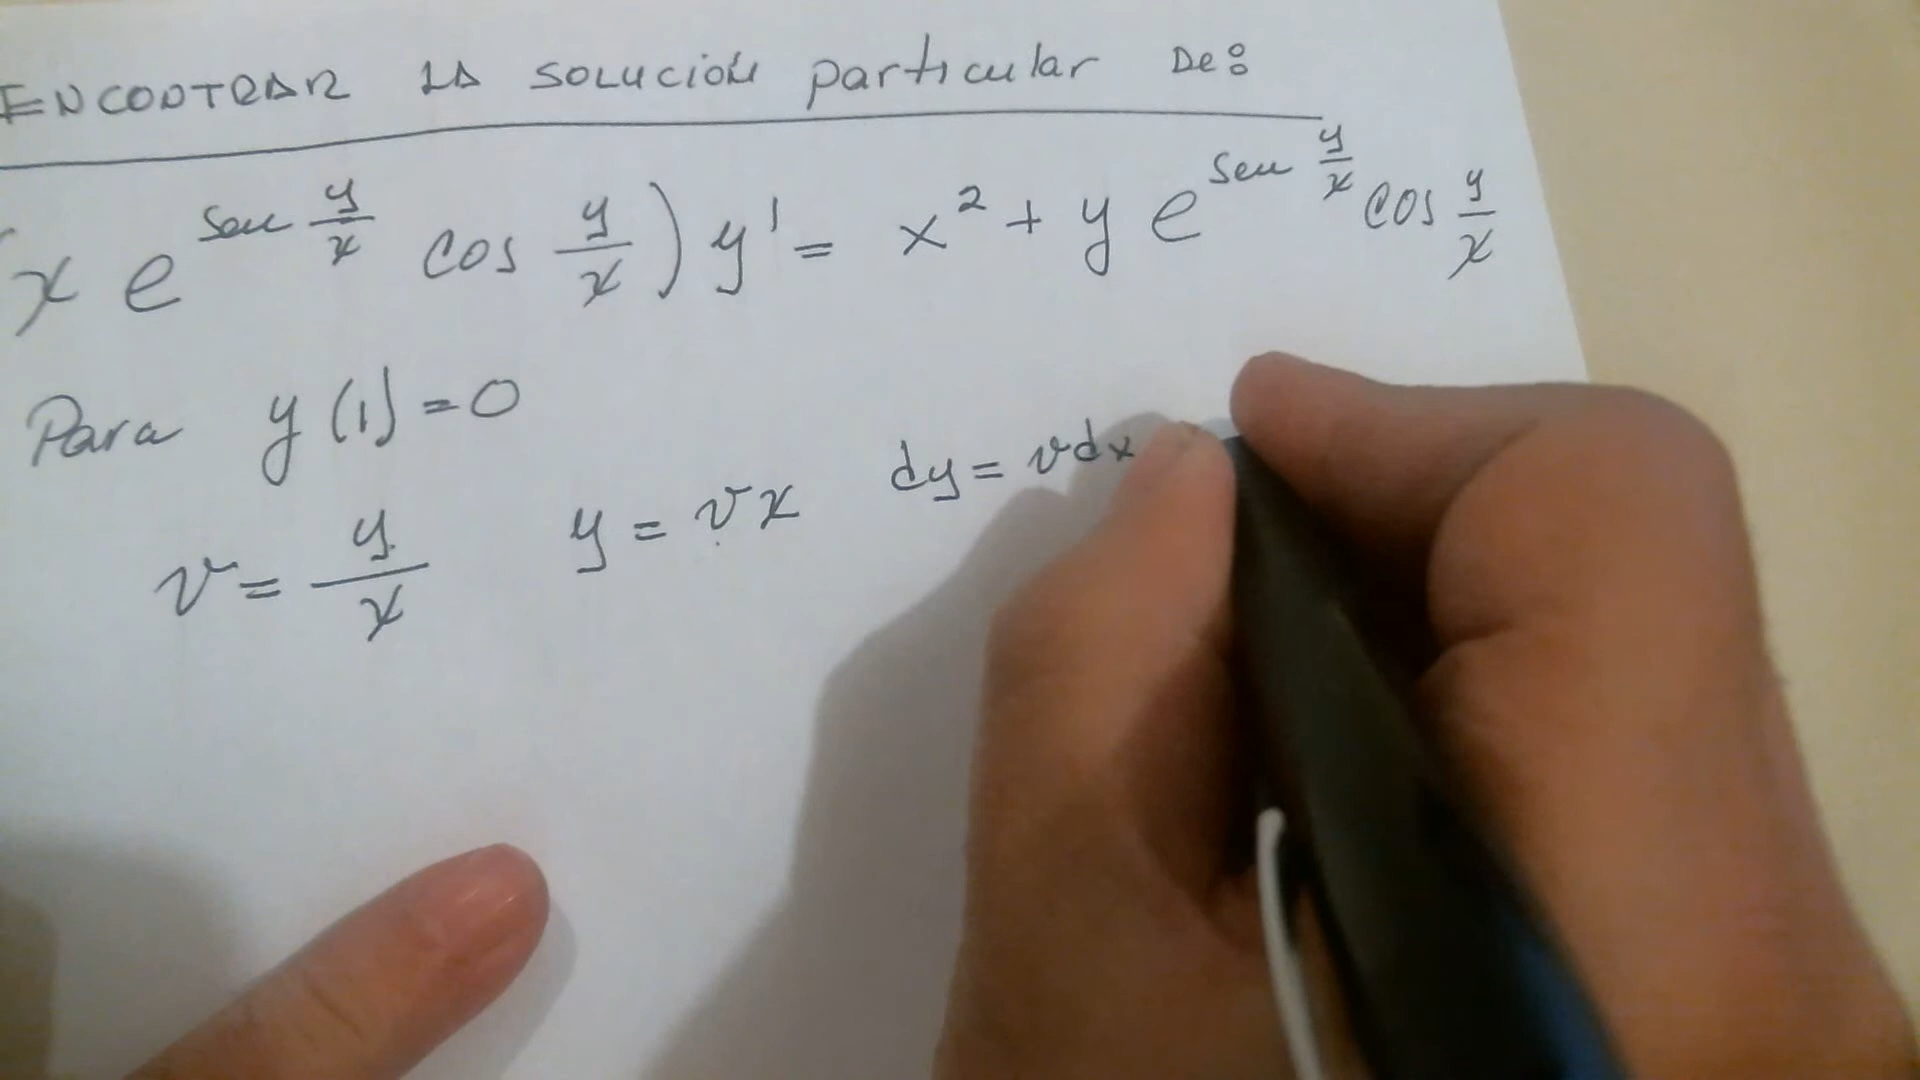 ENCONTRAR LA SOLUCIÓN particular De:
(x e^{sen y/x} cos y/x) y' = x² + y e^{sen y/x} cos y/x
Para y(1)=0
v = y/x y = vx dy = vdx